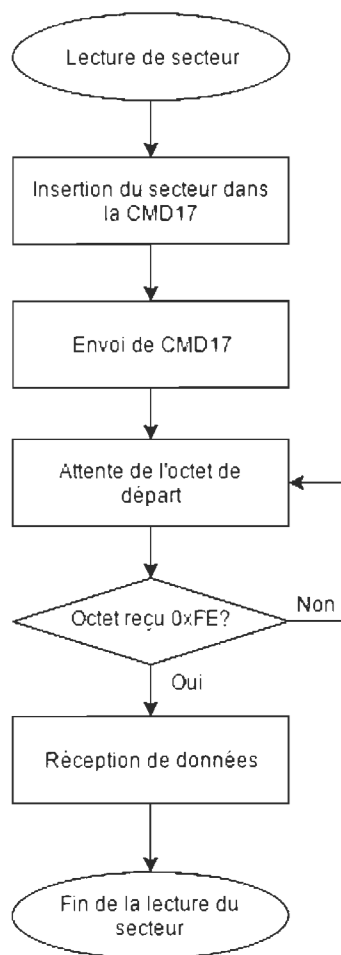 Lecture de secteur
Insertion du secteur dans
la CMD17
Envoi de CMD17
Attente de l'octet de
départ
Octet reçu 0xFE?
Non
Oui
Réception de données
Fin de la lecture du
secteur